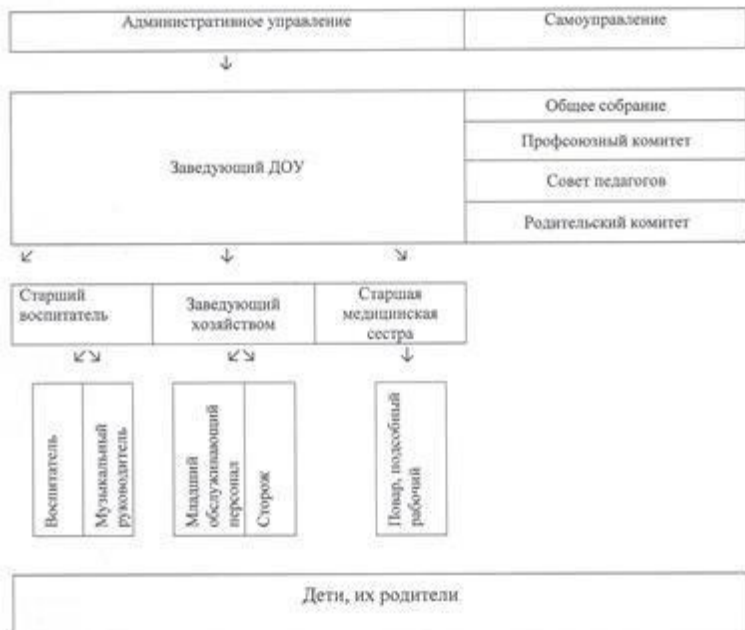 Административное управление
Самоуправление
Заведующий ДОУ
Общее собрание
Профсоюзный комитет
Совет педагогов
Родительский комитет
Старший
воспитатель
Заведующий
хозяйством
Старшая
медицинская
сестра
Воспитатель
Музыкальный
руководитель
Младший
обслуживающий
персонал
Сторож
Повар, подсобный
рабочий
Дети, их родители